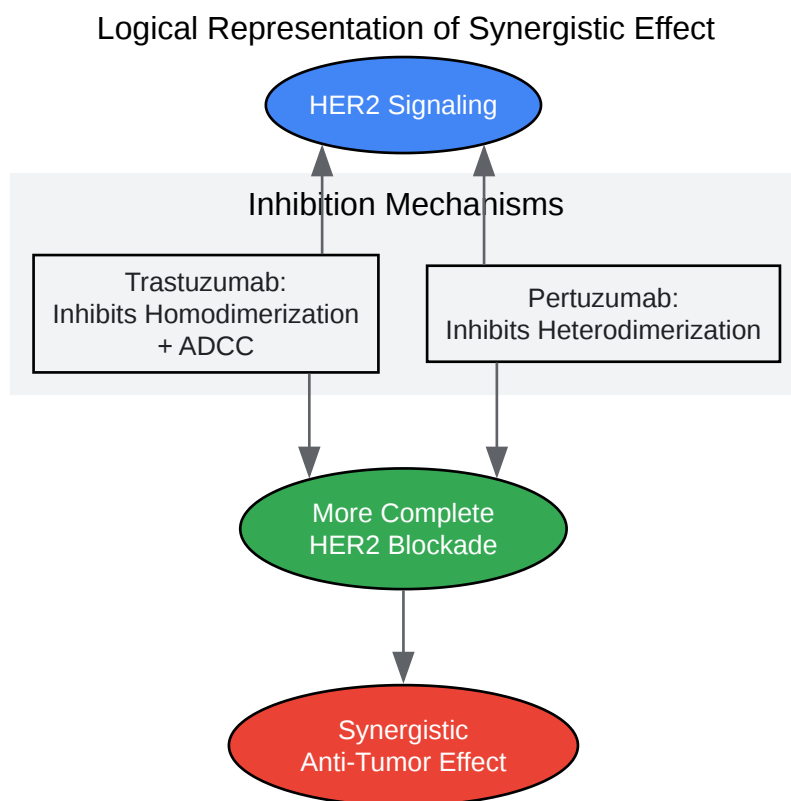 Logical Representation of Synergistic Effect
HER2 Signaling
Inhibition Mechanisms
Trastuzumab:
Inhibits Homodimerization
+ ADCC
Pertuzumab:
Inhibits Heterodimerization
More Complete
HER2 Blockade
Synergistic
Anti-Tumor Effect